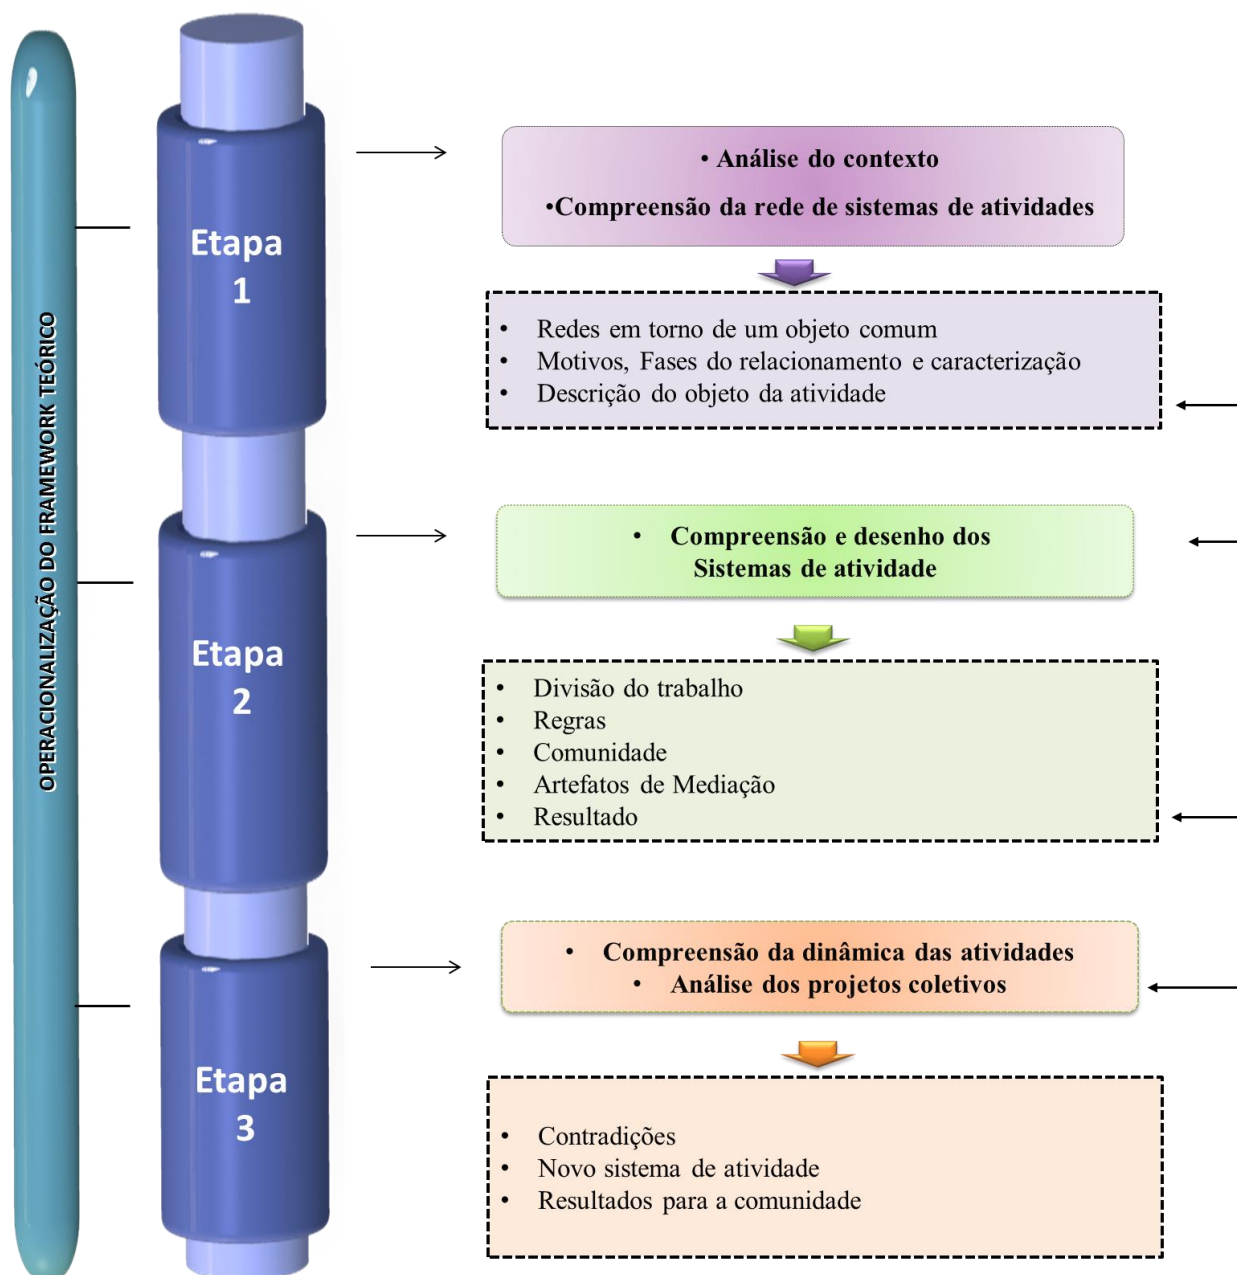 OPERACIONALIZAÇÃO DO FRAMEWORK TEÓRICO
Etapa
1
• Análise do contexto
•Compreensão da rede de sistemas de atividades
• Redes em torno de um objeto comum
• Motivos, Fases do relacionamento e caracterização
• Descrição do objeto da atividade
Etapa
2
• Compreensão e desenho dos
Sistemas de atividade
• Divisão do trabalho
• Regras
• Comunidade
• Artefatos de Mediação
• Resultado
Etapa
3
• Compreensão da dinâmica das atividades
• Análise dos projetos coletivos
• Contradições
• Novo sistema de atividade
• Resultados para a comunidade